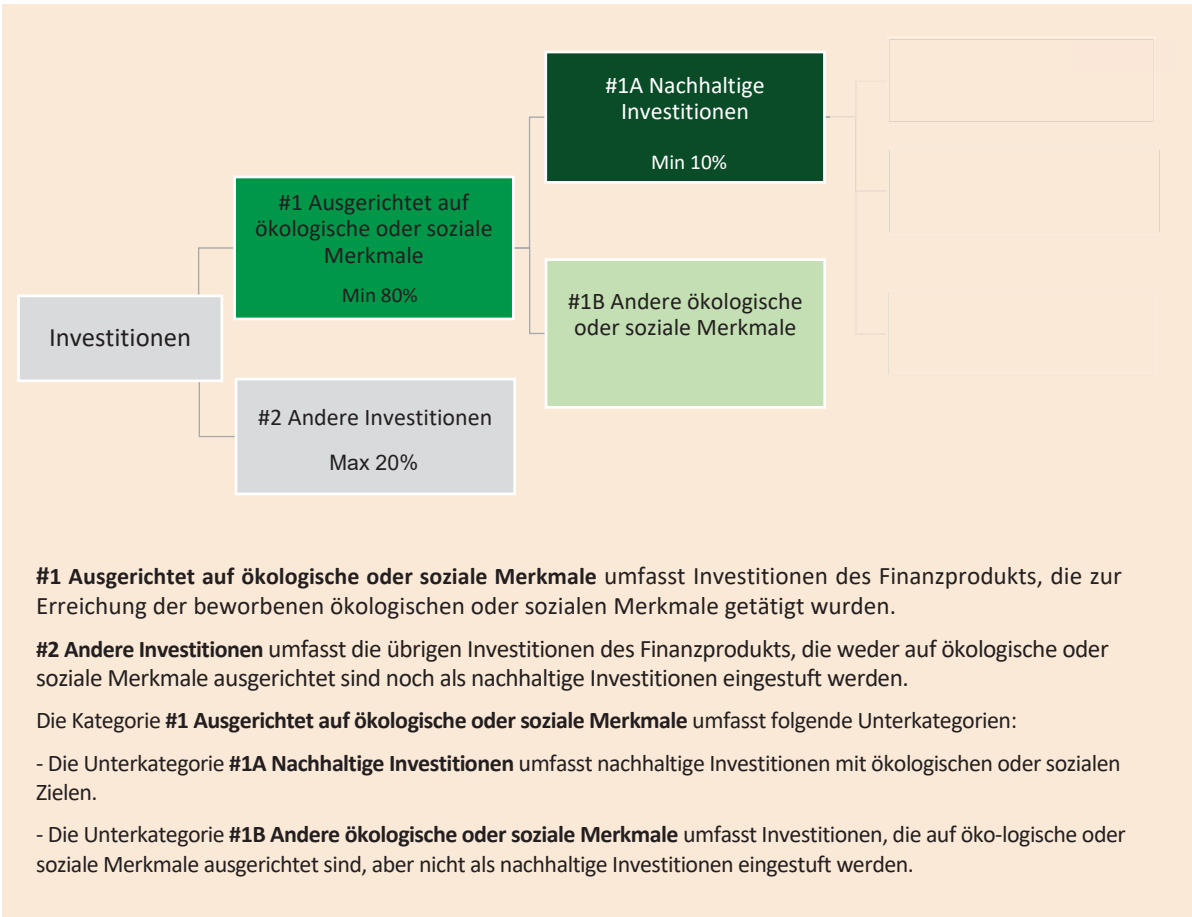 #1A Nachhaltige
Investitionen
Min 10%
#1 Ausgerichtet auf
ökologische oder soziale
Merkmale
Min 80%
#1B Andere ökologische
oder soziale Merkmale
Investitionen
#2 Andere Investitionen
Max 20%
#1 Ausgerichtet auf ökologische oder soziale Merkmale umfasst Investitionen des Finanzprodukts, die zur
Erreichung der beworbenen ökologischen oder sozialen Merkmale getätigt wurden.
#2 Andere Investitionen umfasst die übrigen Investitionen des Finanzprodukts, die weder auf ökologische oder
soziale Merkmale ausgerichtet sind noch als nachhaltige Investitionen eingestuft werden.
Die Kategorie #1 Ausgerichtet auf ökologische oder soziale Merkmale umfasst folgende Unterkategorien:
- Die Unterkategorie #1A Nachhaltige Investitionen umfasst nachhaltige Investitionen mit ökologischen oder sozialen
Zielen.
- Die Unterkategorie #1B Andere ökologische oder soziale Merkmale umfasst Investitionen, die auf öko-logische oder
soziale Merkmale ausgerichtet sind, aber nicht als nachhaltige Investitionen eingestuft werden.